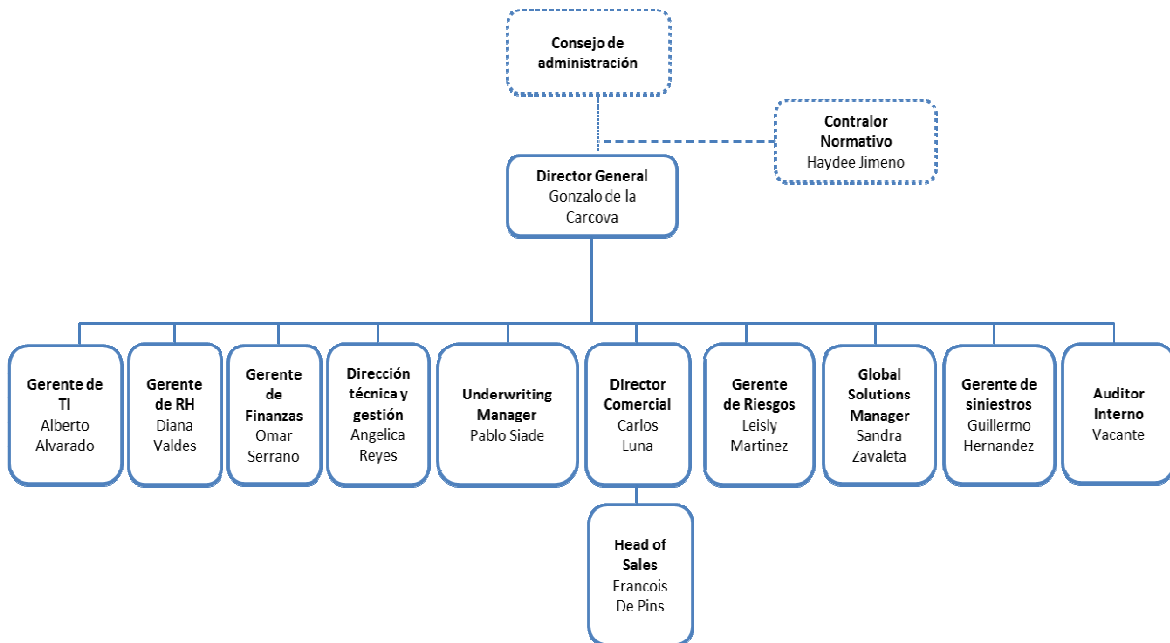 Consejo de
administración
Contralor
Normativo
Haydee Jimeno
Director General
Gonzalo de la
Carcova
Gerente de
TI
Alberto
Alvarado
Gerente
de RH
Diana
Valdes
Gerente
de
Finanzas
Omar
Serrano
Dirección
técnica y
gestión
Angelica
Reyes
Underwriting
Manager
Pablo Siade
Director
Comercial
Carlos
Luna
Gerente
de Riesgos
Leisly
Martinez
Global
Solutions
Manager
Sandra
Zavaleta
Gerente de
siniestros
Guillermo
Hernandez
Auditor
Interno
Vacante
Head of
Sales
Francois
De Pins